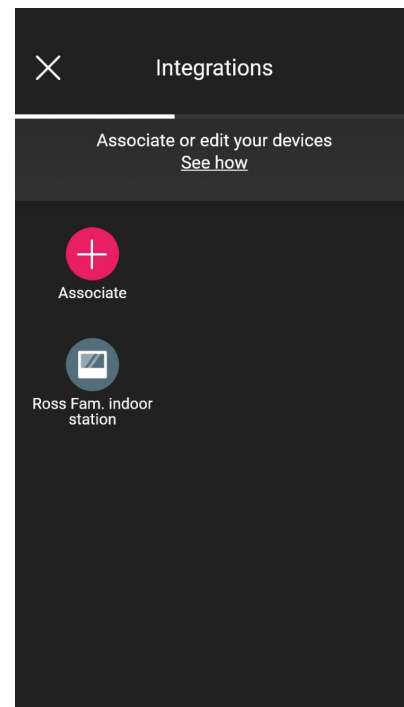 Integrations
Associate or edit your devices
See how
Associate
Ross Fam. indoor
station